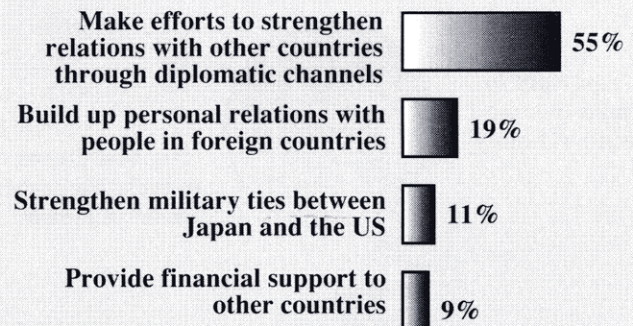 Make efforts to strengthen
relations with other countries
through diplomatic channels
55%
Build up personal relations with
people in foreign countries
19%
Strengthen military ties between
Japan and the US
11%
Provide financial support to
other countries
9%